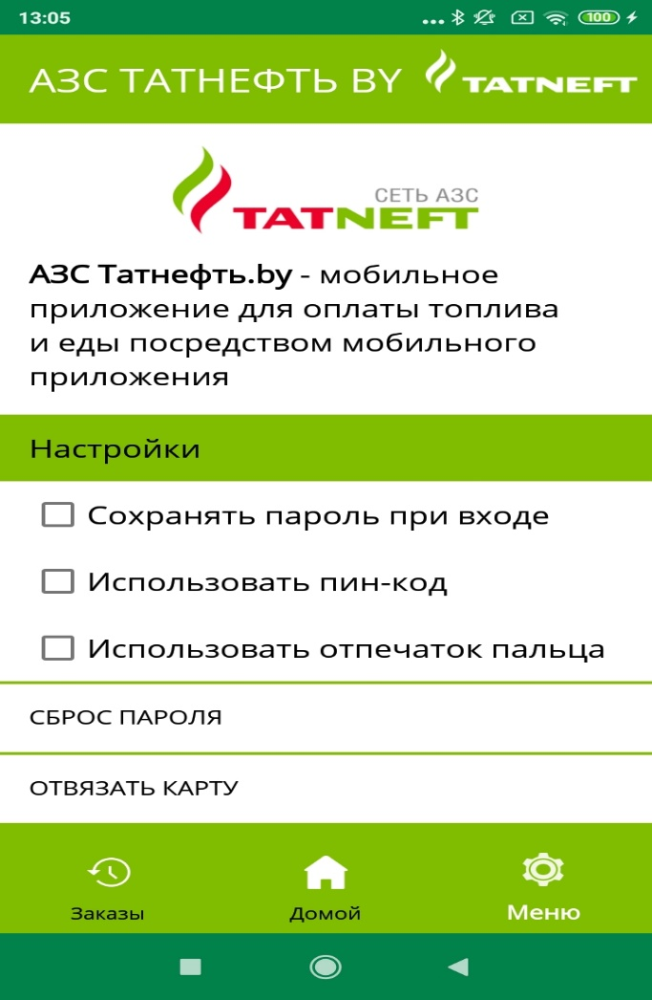 13:05
100
АЗС ТАТНЕФТЬ BY
TATNEFT
СЕТЬ АЗС
TATNEFT
АЗС Татнефть.by - мобильное
приложение для оплаты топлива
и еды посредством мобильного
приложения
Настройки
Сохранять пароль при входе
Использовать пин-код
Использовать отпечаток пальца
СБРОС ПАРОЛЯ
ОТВЯЗАТЬ КАРТУ
Заказы
Домой
Меню